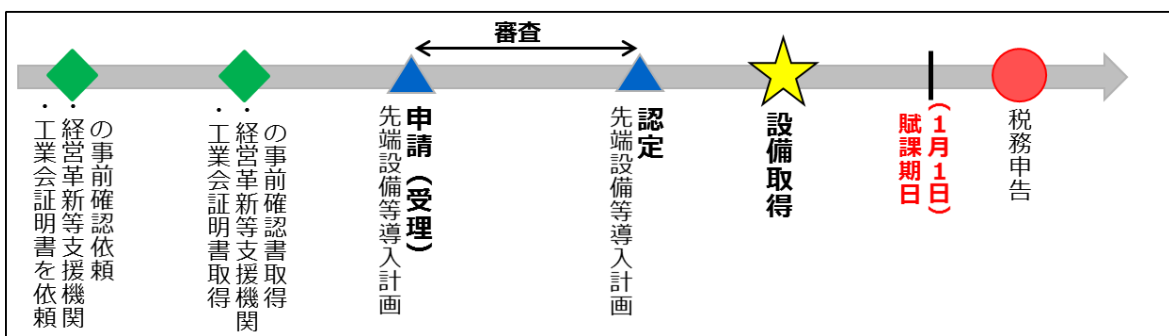 審査
・工業会証明書を依頼
・経営革新等支援機関
の事前確認依頼
・工業会証明書取得
・経営革新等支援機関
の事前確認書取得
先端設備等導入計画
申請（受理）
先端設備等導入計画
認定
設備取得
賦課期日
（１月１日）
税務申告